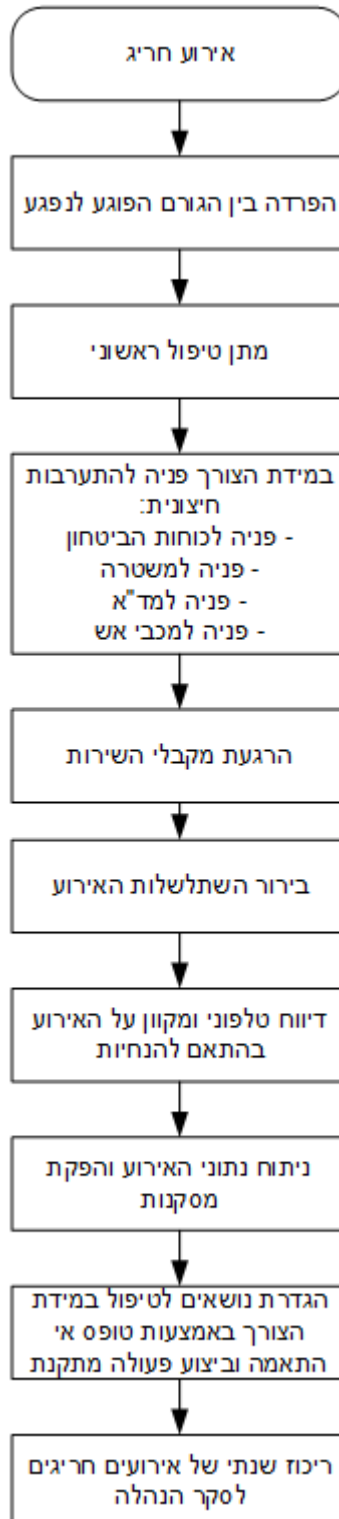 אירוע חריג
הפרדה בין הגורם הפוגע לנפגע
מתן טיפול ראשוני
במידת הצורך פניה להתערבות
חיצונית:
- פניה לכוחות הביטחון
- פניה למשטרה
- פניה למד"א
- פניה למכבי אש
הרגעת מקבלי השירות
בירור השתלשלות האירוע
דיווח טלפוני ומקוון על האירוע
בהתאם להנחיות
ניתוח נתוני האירוע והפקת
מסקנות
הגדרת נושאים לטיפול במידת
הצורך באמצעות טופס אי
התאמה וביצוע פעולה מתקנת
ריכוז שנתי של אירועים חריגים
לסקר הנהלה